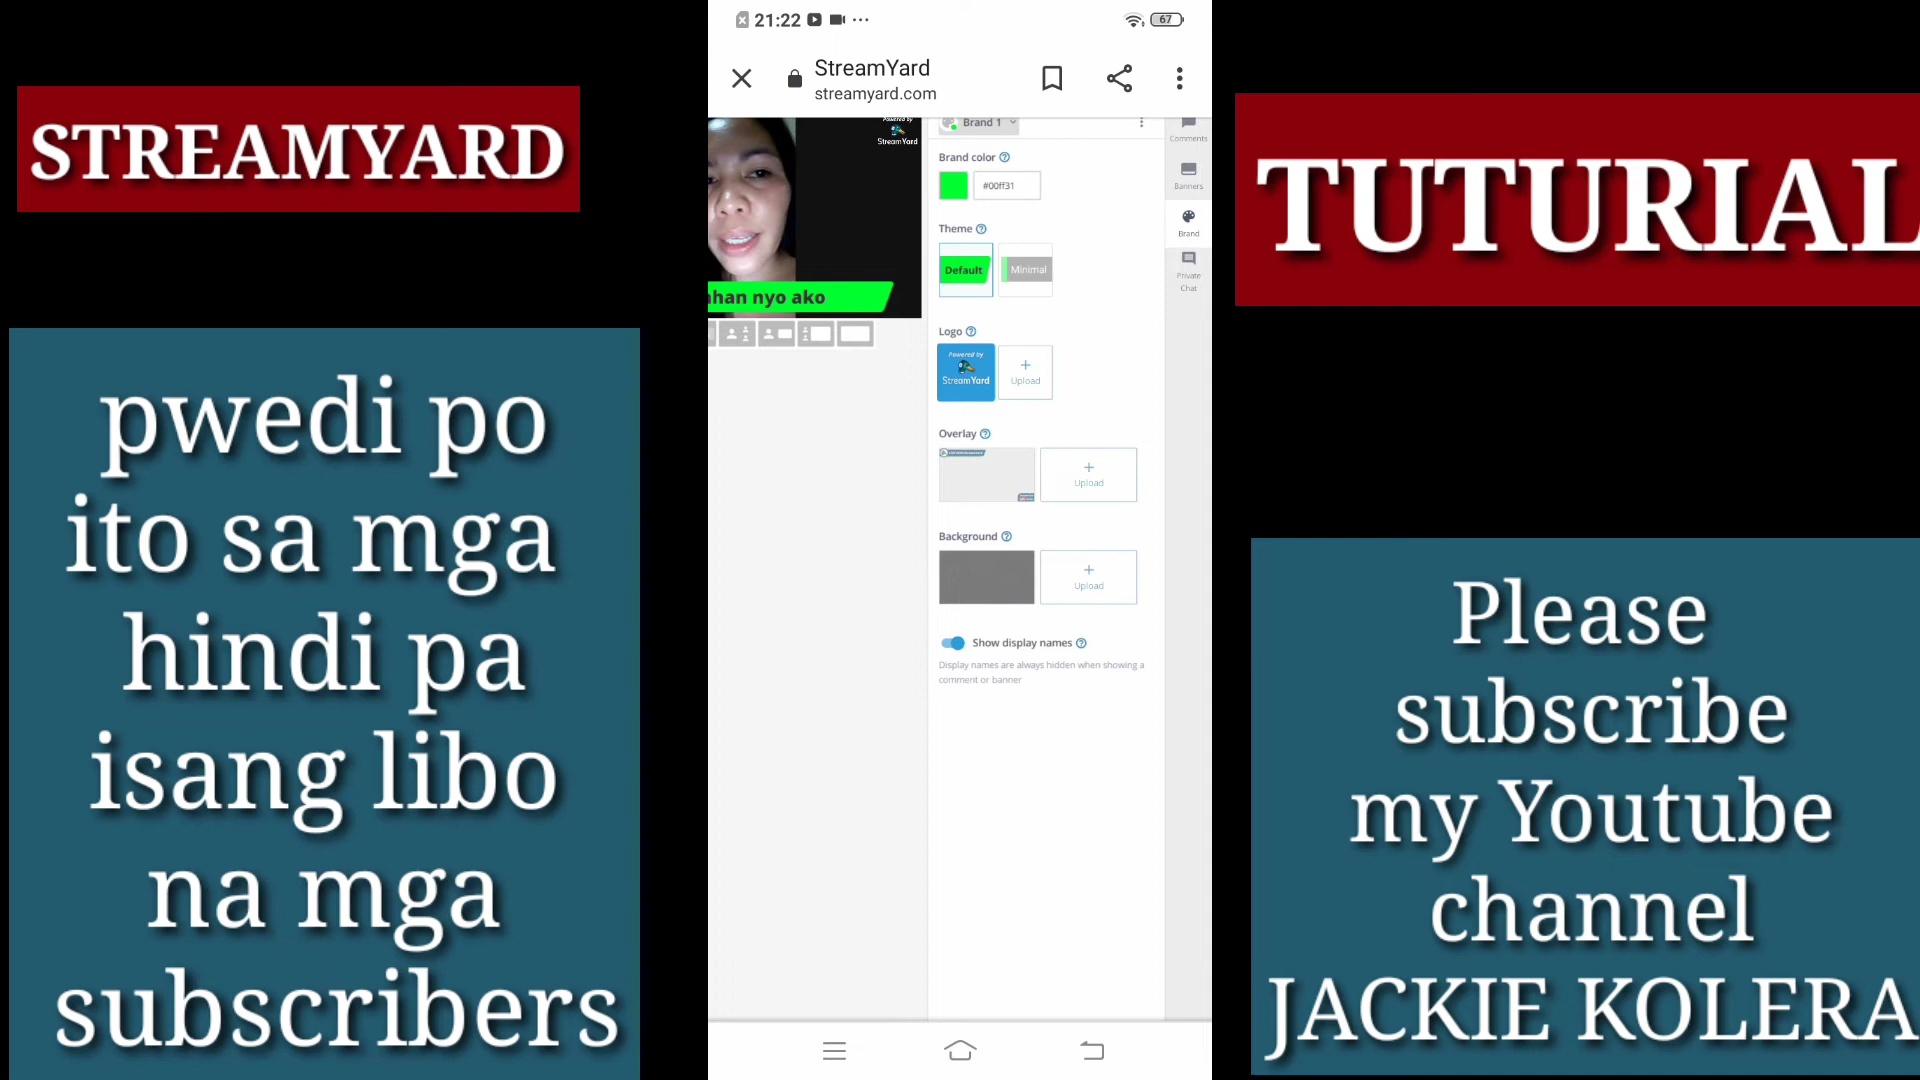 STREAMYARD
pwedi po
ito sa mga
hindi pa
isang libo
na mga
subscribers
21:22
67
StreamYard
streamyard.com
Powered by
StreamYard
nyo ako
Brand 1
Brand color
#00ff31
Theme
Default
Minimal
Logo
Powered by
StreamYard
Upload
Overlay
Upload
Background
Upload
Show display names
Display names are always hidden when showing a
comment or banner
Comments
Banners
Brand
Private
Chat
TUTURIAL
Please
subscribe
my Youtube
channel
JACKIE KOLERA